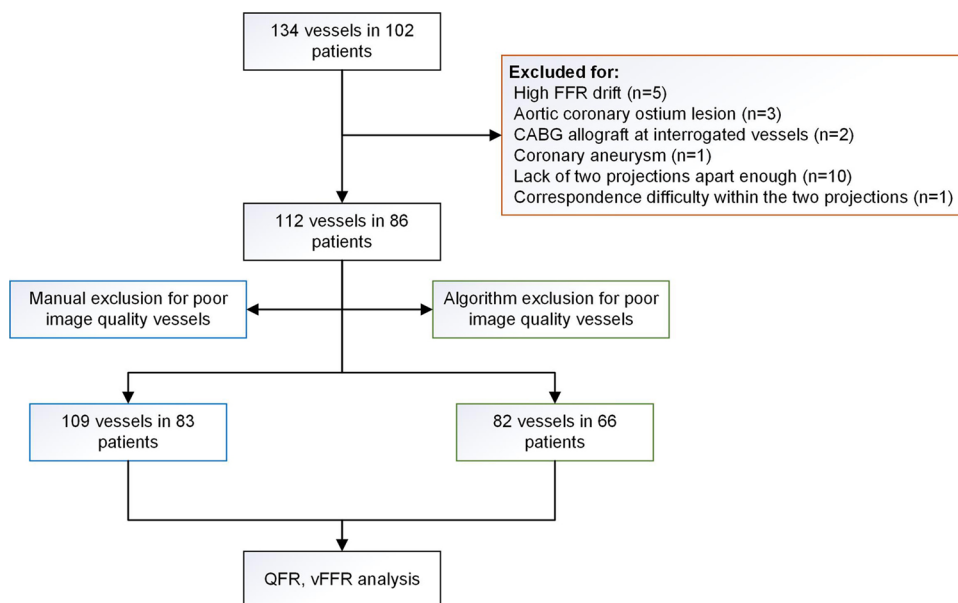 134 vessels in 102
patients
Excluded for:
High FFR drift (n=5)
Aortic coronary ostium lesion (n=3)
CABG allograft at interrogated vessels (n=2)
Coronary aneurysm (n=1)
Lack of two projections apart enough (n=10)
Correspondence difficulty within the two projections (n=1)
112 vessels in 86
patients
Manual exclusion for poor
image quality vessels
Algorithm exclusion for poor
image quality vessels
109 vessels in 83
patients
82 vessels in 66
patients
QFR, vFFR analysis